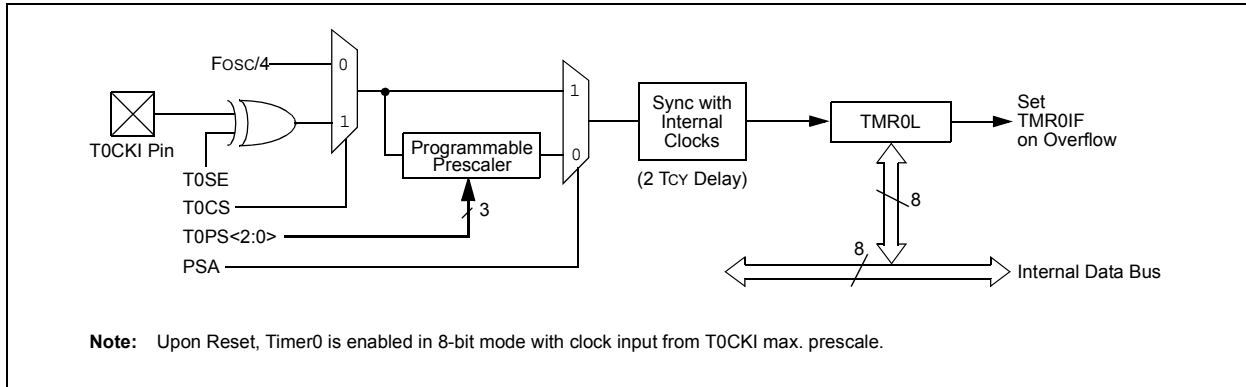 FOSC/4
0
1
T0CKI Pin
T0SE
T0CS
T0PS<2:0>
PSA
Programmable
Prescaler
3
1
0
Sync with
Internal
Clocks
(2 TCY Delay)
TMR0L
Set
TMR0IF
on Overflow
8
8
Internal Data Bus
Note: Upon Reset, Timer0 is enabled in 8-bit mode with clock input from T0CKI max. prescale.